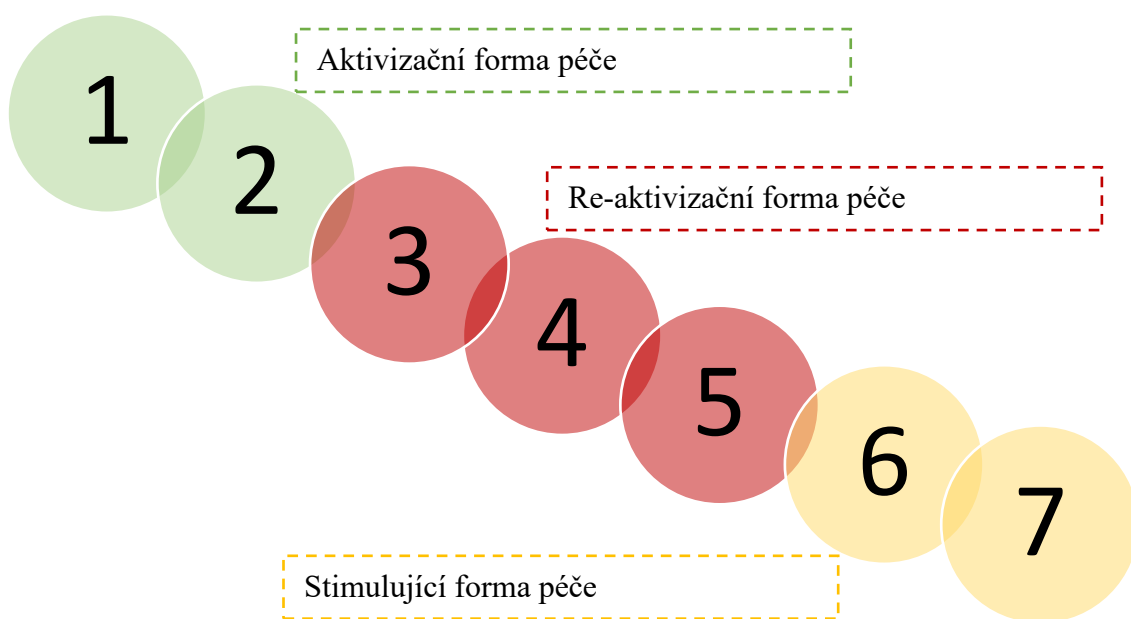 1
Aktivizační forma péče
2
Re-aktivizační forma péče
3
4
5
6
7
Stimulující forma péče